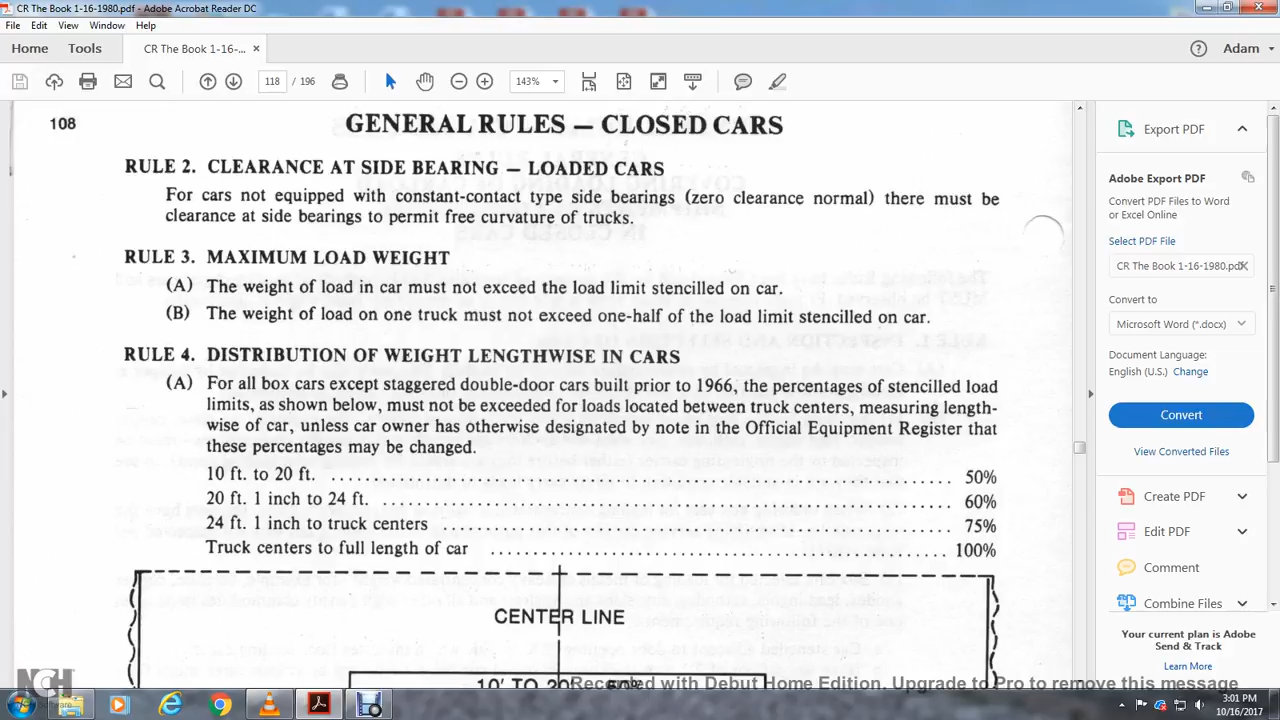 CR The Book 1-16-1980.pdf - Adobe Acrobat Reader DC
File Edit View Window Help
Home Tools CR The Book 1-16-... × Adam
118 / 196 143%
108 GENERAL RULES — CLOSED CARS
RULE 2. CLEARANCE AT SIDE BEARING — LOADED CARS
For cars not equipped with constant-contact type side bearings (zero clearance normal) there must be
clearance at side bearings to permit free curvature of trucks.
RULE 3. MAXIMUM LOAD WEIGHT
(A) The weight of load in car must not exceed the load limit stencilled on car.
(B) The weight of load on one truck must not exceed one-half of the load limit stencilled on car.
RULE 4. DISTRIBUTION OF WEIGHT LENGTHWISE IN CARS
(A) For all box cars except staggered double-door cars built prior to 1966, the percentages of stencilled load
limits, as shown below, must not be exceeded for loads located between truck centers, measuring length-
wise of car, unless car owner has otherwise designated by note in the Official Equipment Register that
these percentages may be changed.
10 ft. to 20 ft. .......... 50%
20 ft. 1 inch to 24 ft. .......... 60%
24 ft. 1 inch to truck centers .......... 75%
Truck centers to full length of car .......... 100%
CENTER LINE
10' TO 20'
Export PDF
Adobe Export PDF
Convert PDF Files to Word
or Excel Online
Select PDF File
CR The Book 1-16-1980.pdf
Convert to
Microsoft Word (*.docx)
Document Language:
English (U.S.) Change
Convert
View Converted Files
Create PDF
Edit PDF
Comment
Combine Files
Your current plan is Adobe
Send & Track
Learn More
NCH
Recorded with Debut Home Edition. Upgrade to Pro to remove this message
3:01 PM
10/16/2017